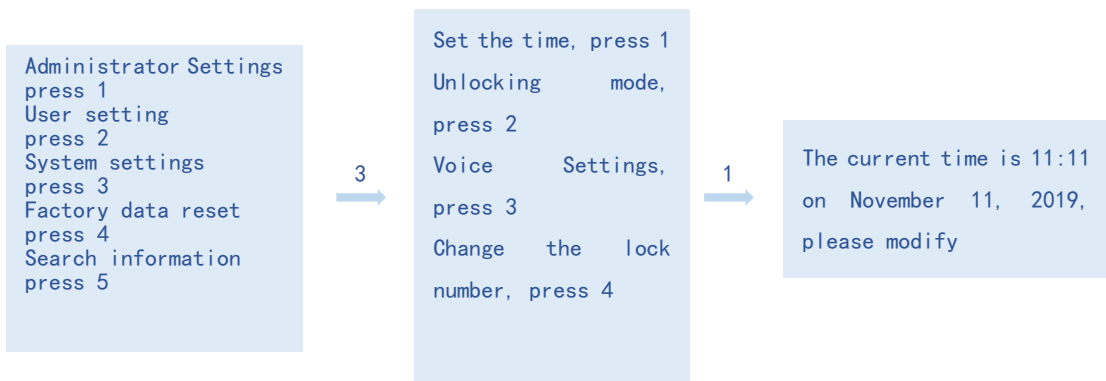 Administrator Settings
press 1
User setting
press 2
System settings
press 3
Factory data reset
press 4
Search information
press 5
3
Set the time, press 1
Unlocking mode,
press 2
Voice Settings,
press 3
Change the lock
number, press 4
1
The current time is 11:11
on November 11, 2019,
please modify